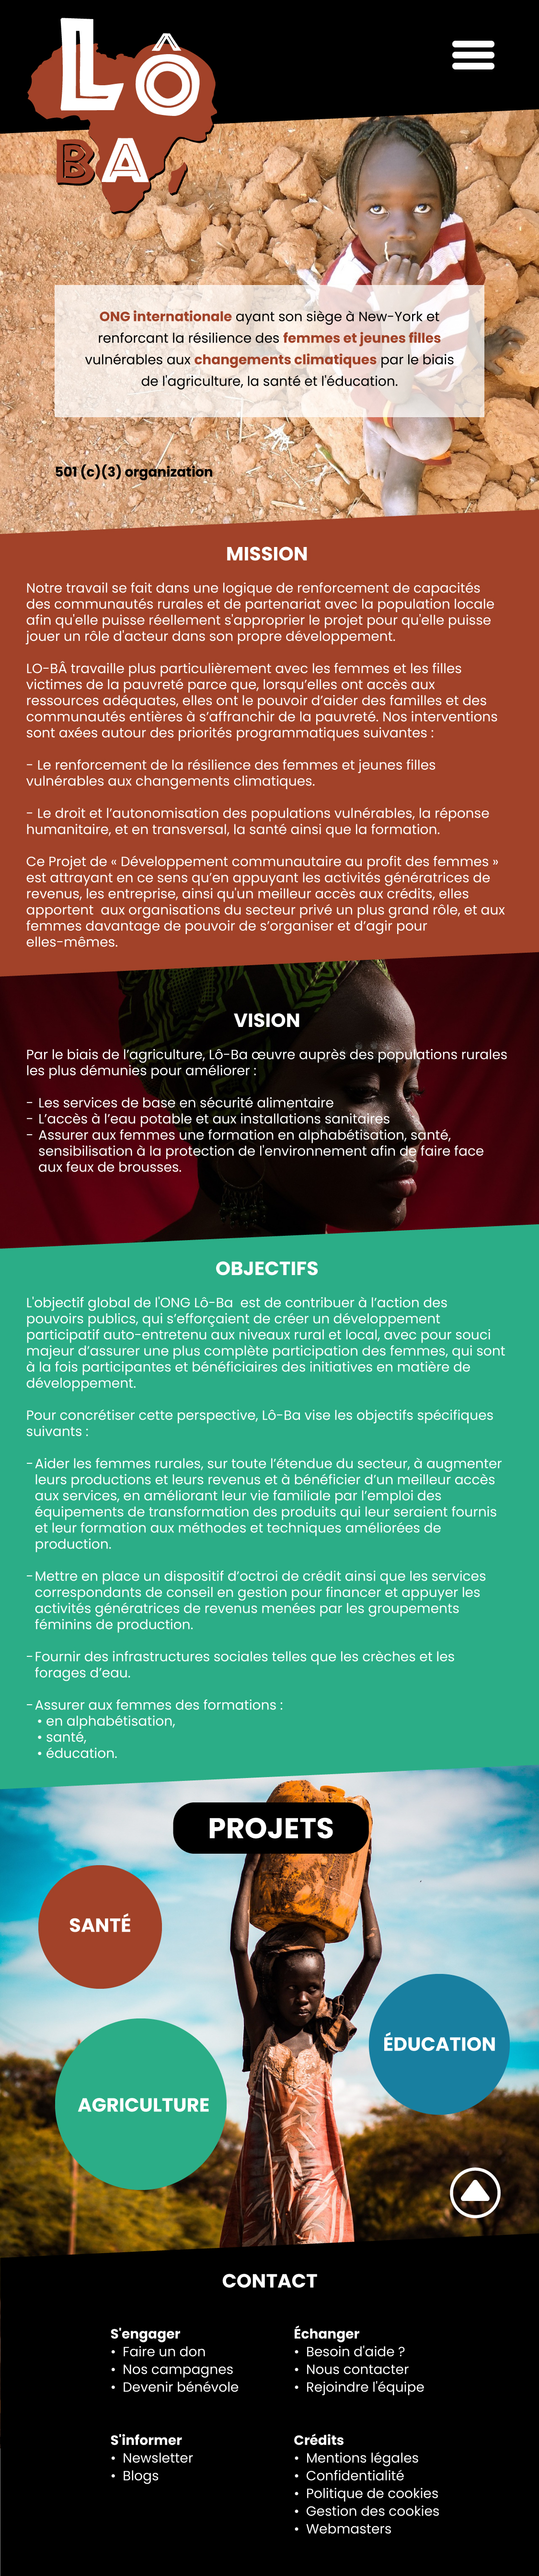 LÔ
BA
ONG internationale ayant son siège à New-York et
renforcant la résilience des femmes et jeunes filles
vulnérables aux changements climatiques par le biais
de l'agriculture, la santé et l'éducation.
501 (c)(3) organization
MISSION
Notre travail se fait dans une logique de renforcement de capacités
des communautés rurales et de partenariat avec la population locale
afin qu'elle puisse réellement s'approprier le projet pour qu'elle puisse
jouer un rôle d'acteur dans son propre développement.
LO-BÂ travaille plus particulièrement avec les femmes et les filles
victimes de la pauvreté parce que, lorsqu'elles ont accès aux
ressources adéquates, elles ont le pouvoir d'aider des familles et des
communautés entières à s'affranchir de la pauvreté. Nos interventions
sont axées autour des priorités programmatiques suivantes :
- Le renforcement de la résilience des femmes et jeunes filles
vulnérables aux changements climatiques.
- Le droit et l'autonomisation des populations vulnérables, la réponse
humanitaire, et en transversal, la santé ainsi que la formation.
Ce Projet de « Développement communautaire au profit des femmes »
est attrayant en ce sens qu'en appuyant les activités génératrices de
revenus, les entreprise, ainsi qu'un meilleur accès aux crédits, elles
apportent aux organisations du secteur privé un plus grand rôle, et aux
femmes davantage de pouvoir de s'organiser et d'agir pour
elles-mêmes.
VISION
Par le biais de l'agriculture, Lô-Ba œuvre auprès des populations rurales
les plus démunies pour améliorer :
- Les services de base en sécurité alimentaire
- L'accès à l'eau potable et aux installations sanitaires
- Assurer aux femmes une formation en alphabétisation, santé,
sensibilisation à la protection de l'environnement afin de faire face
aux feux de brousses.
OBJECTIFS
L'objectif global de l'ONG Lô-Ba est de contribuer à l'action des
pouvoirs publics, qui s'efforçaient de créer un développement
participatif auto-entretenu aux niveaux rural et local, avec pour souci
majeur d'assurer une plus complète participation des femmes, qui sont
à la fois participantes et bénéficiaires des initiatives en matière de
développement.
Pour concrétiser cette perspective, Lô-Ba vise les objectifs spécifiques
suivants :
- Aider les femmes rurales, sur toute l'étendue du secteur, à augmenter
leurs productions et leurs revenus et à bénéficier d'un meilleur accès
aux services, en améliorant leur vie familiale par l'emploi des
équipements de transformation des produits qui leur seraient fournis
et leur formation aux méthodes et techniques améliorées de
production.
- Mettre en place un dispositif d'octroi de crédit ainsi que les services
correspondants de conseil en gestion pour financer et appuyer les
activités génératrices de revenus menées par les groupements
féminins de production.
- Fournir des infrastructures sociales telles que les crèches et les
forages d'eau.
- Assurer aux femmes des formations :
• en alphabétisation,
• santé,
• éducation.
PROJETS
SANTÉ
ÉDUCATION
AGRICULTURE
CONTACT
S'engager
• Faire un don
• Nos campagnes
• Devenir bénévole
Échanger
• Besoin d'aide ?
• Nous contacter
• Rejoindre l'équipe
S'informer
• Newsletter
• Blogs
Crédits
• Mentions légales
• Confidentialité
• Politique de cookies
• Gestion des cookies
• Webmasters